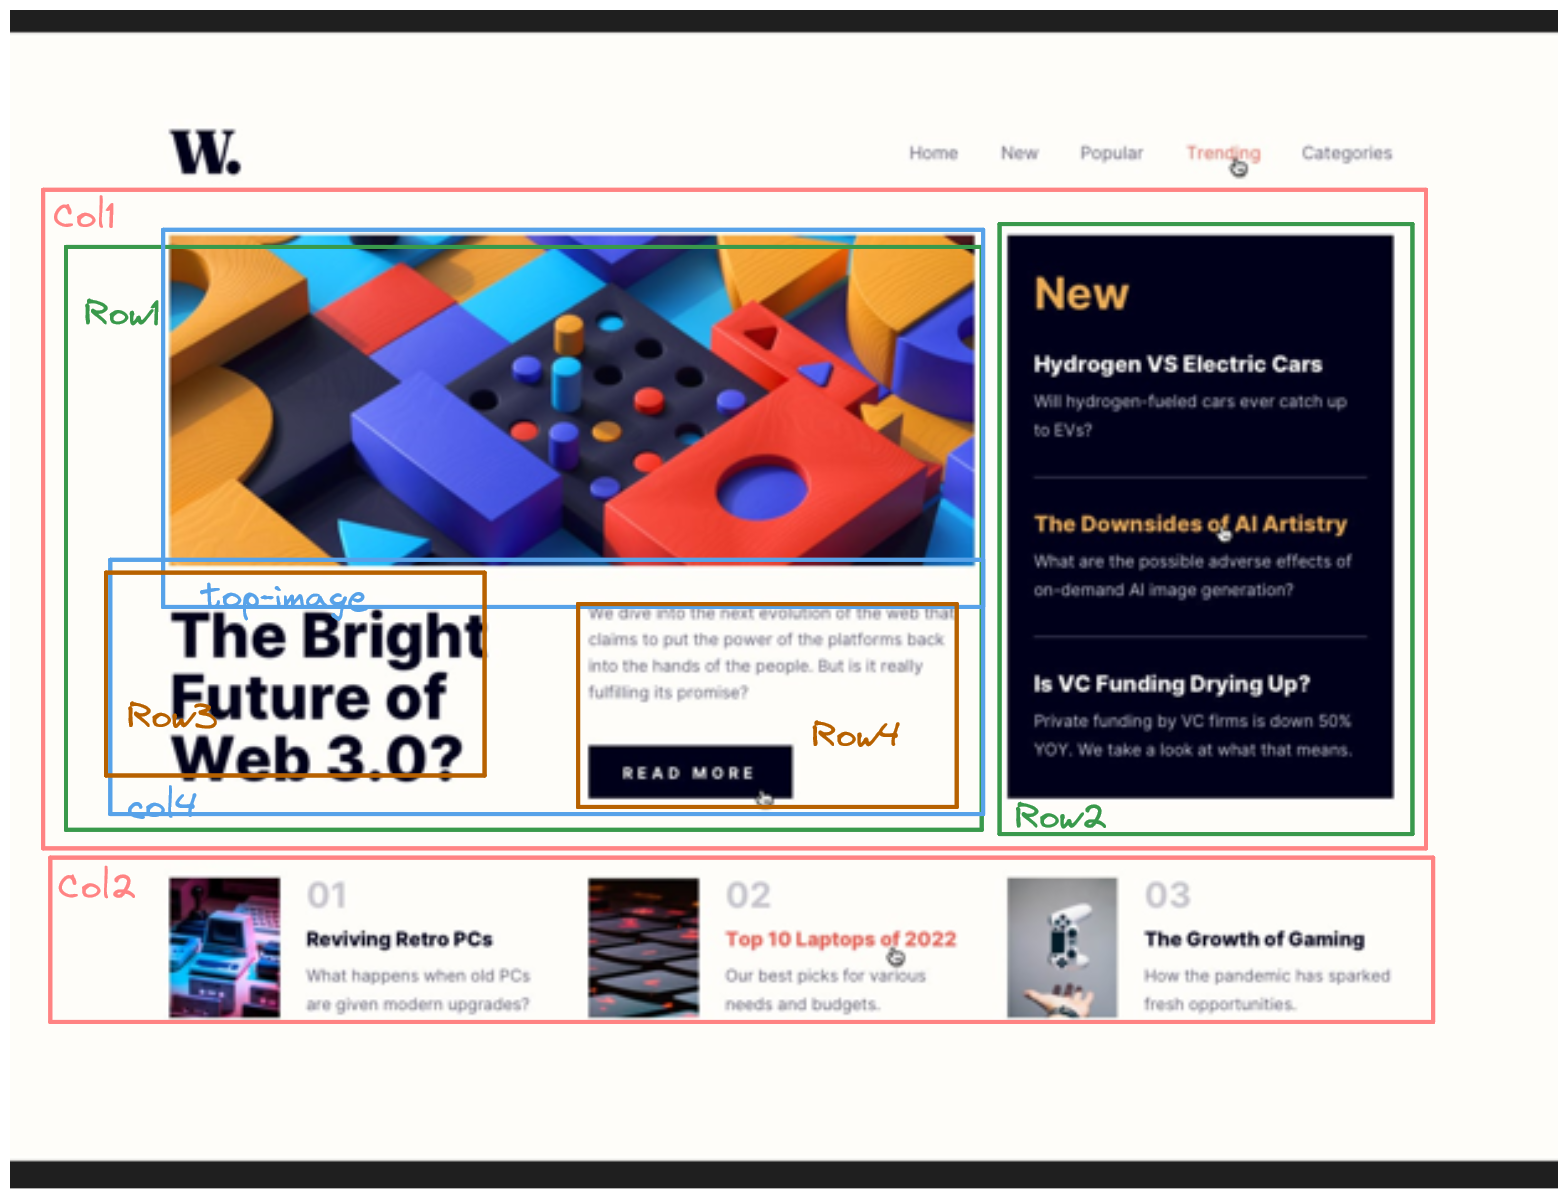 W.
Home New Popular Trending Categories
Col1
Row1
top-image
The Bright
Future of
Web 3.0?
Row3
col4
We dive into the next evolution of the web that
claims to put the power of the platforms back
into the hands of the people. But is it really
fulfilling its promise?
Row4
READ MORE
New
Hydrogen VS Electric Cars
Will hydrogen-fueled cars ever catch up
to EVs?
The Downsides of AI Artistry
What are the possible adverse effects of
on-demand AI image generation?
Is VC Funding Drying Up?
Private funding by VC firms is down 50%
YOY. We take a look at what that means.
Row2
Col2
01
Reviving Retro PCs
What happens when old PCs
are given modern upgrades?
02
Top 10 Laptops of 2022
Our best picks for various
needs and budgets.
03
The Growth of Gaming
How the pandemic has sparked
fresh opportunities.